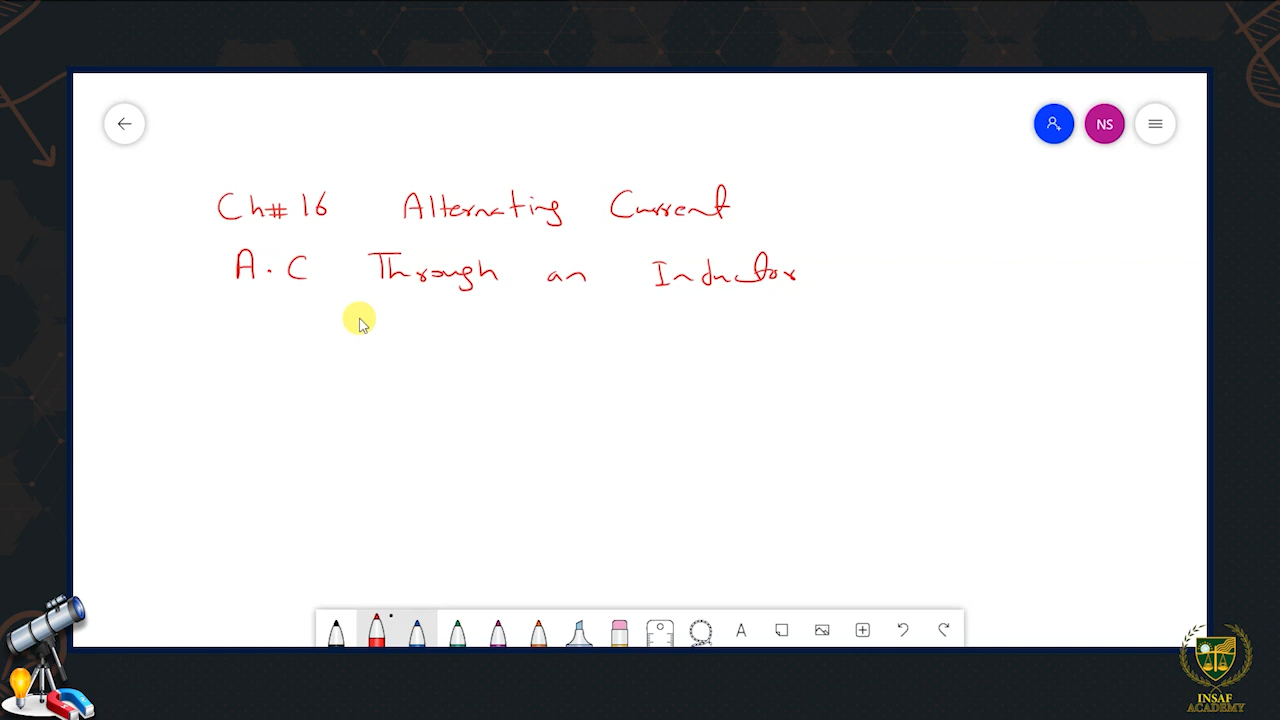 NS
Ch# 16 Alternating Current
A.C Through an Inductor
A
INSAF
ACADEMY